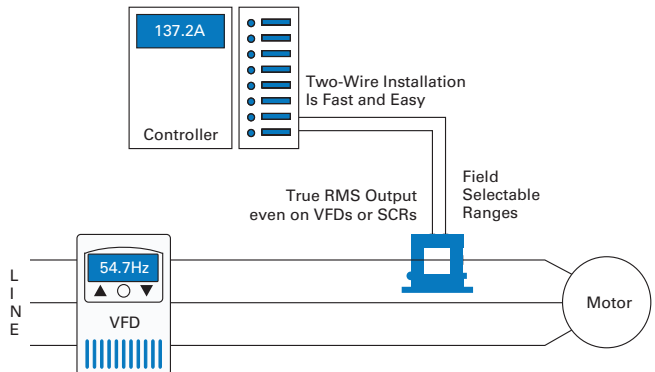 137.2A
Controller
Two-Wire Installation
Is Fast and Easy
True RMS Output
even on VFDs or SCRs
Field
Selectable
Ranges
L
I
N
E
54.7Hz
VFD
Motor